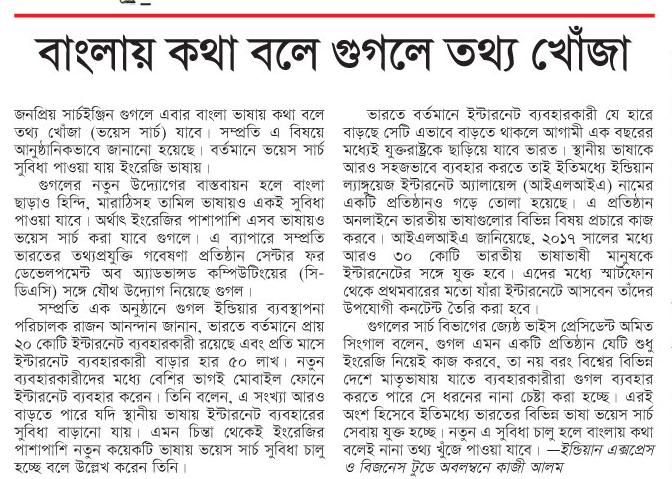 বাংলায় কথা বলে গুগলে তথ্য খোঁজা
জনপ্রিয় সার্চইঞ্জিন গুগলে এবার বাংলা ভাষায় কথা বলে
তথ্য খোঁজা (ভয়েস সার্চ) যাবে। সম্প্রতি এ বিষয়ে
আনুষ্ঠানিকভাবে জানানো হয়েছে। বর্তমানে ভয়েস সার্চ
সুবিধা পাওয়া যায় ইংরেজি ভাষায়।
গুগলের নতুন উদ্যোগের বাস্তবায়ন হলে বাংলা
ছাড়াও হিন্দি, মারাঠিসহ তামিল ভাষায়ও একই সুবিধা
পাওয়া যাবে। অর্থাৎ ইংরেজির পাশাপাশি এসব ভাষায়ও
ভয়েস সার্চ করা যাবে গুগলে। এ ব্যাপারে সম্প্রতি
ভারতের তথ্যপ্রযুক্তি গবেষণা প্রতিষ্ঠান সেন্টার ফর
ডেভেলপমেন্ট অব অ্যাডভান্সড কম্পিউটিংয়ের (সি-
ডিএসি) সঙ্গে যৌথ উদ্যোগ নিয়েছে গুগল।
সম্প্রতি এক অনুষ্ঠানে গুগল ইন্ডিয়ার ব্যবস্থাপনা
পরিচালক রাজন আনন্দান জানান, ভারতে বর্তমানে প্রায়
২০ কোটি ইন্টারনেট ব্যবহারকারী রয়েছে এবং প্রতি মাসে
ইন্টারনেট ব্যবহারকারী বাড়ার হার ৫০ লাখ। নতুন
ব্যবহারকারীদের মধ্যে বেশির ভাগই মোবাইল ফোনে
ইন্টারনেট ব্যবহার করেন। তিনি বলেন, এ সংখ্যা আরও
বাড়তে পারে যদি স্থানীয় ভাষায় ইন্টারনেট ব্যবহারের
সুবিধা বাড়ানো যায়। এমন চিন্তা থেকেই ইংরেজির
পাশাপাশি নতুন কয়েকটি ভাষায় ভয়েস সার্চ সুবিধা চালু
হচ্ছে বলে উল্লেখ করেন তিনি।
ভারতে বর্তমানে ইন্টারনেট ব্যবহারকারী যে হারে
বাড়ছে সেটি এভাবে বাড়তে থাকলে আগামী এক বছরের
মধ্যেই যুক্তরাষ্ট্রকে ছাড়িয়ে যাবে ভারত। স্থানীয় ভাষাকে
আরও সহজভাবে ব্যবহার করতে তাই ইতিমধ্যে ইন্ডিয়ান
ল্যাঙ্গুয়েজ ইন্টারনেট অ্যালায়েন্স (আইএলআইএ) নামের
একটি প্রতিষ্ঠানও গড়ে তোলা হয়েছে। এ প্রতিষ্ঠান
অনলাইনে ভারতীয় ভাষাগুলোর বিভিন্ন বিষয় প্রচারে কাজ
করবে। আইএলআইএ জানিয়েছে, ২০১৭ সালের মধ্যে
আরও ৩০ কোটি ভারতীয় ভাষাভাষী মানুষকে
ইন্টারনেটের সঙ্গে যুক্ত হবে। এদের মধ্যে স্মার্টফোন
থেকে প্রথমবারের মতো যাঁরা ইন্টারনেটে আসবেন তাঁদের
উপযোগী কনটেন্ট তৈরি করা হবে।
গুগলের সার্চ বিভাগের জ্যেষ্ঠ ভাইস প্রেসিডেন্ট অমিত
সিংগাল বলেন, গুগল এমন একটি প্রতিষ্ঠান যেটি শুধু
ইংরেজি নিয়েই কাজ করবে, তা নয় বরং বিশ্বের বিভিন্ন
দেশে মাতৃভাষায় যাতে ব্যবহারকারীরা গুগল ব্যবহার
করতে পারে সে ধরনের নানা চেষ্টা করা হচ্ছে। এরই
অংশ হিসেবে ইতিমধ্যে ভারতের বিভিন্ন ভাষা ভয়েস সার্চ
সেবায় যুক্ত হচ্ছে। নতুন এ সুবিধা চালু হলে বাংলায় কথা
বলেই নানা তথ্য খুঁজে পাওয়া যাবে। —ইন্ডিয়ান এক্সপ্রেস
ও বিজনেস টুডে অবলম্বনে কাজী আলম